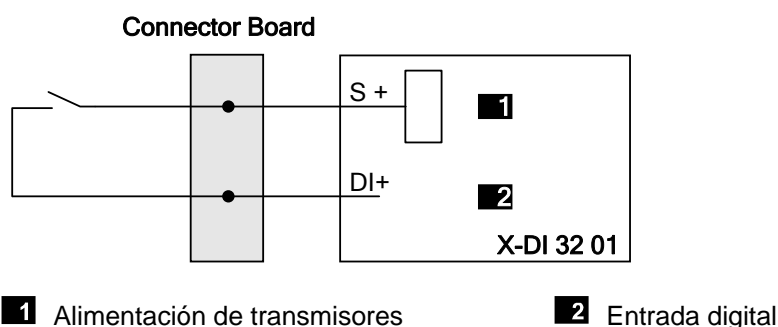 Connector Board
S +
1
DI+
2
X-DI 32 01
1 Alimentación de transmisores
2 Entrada digital